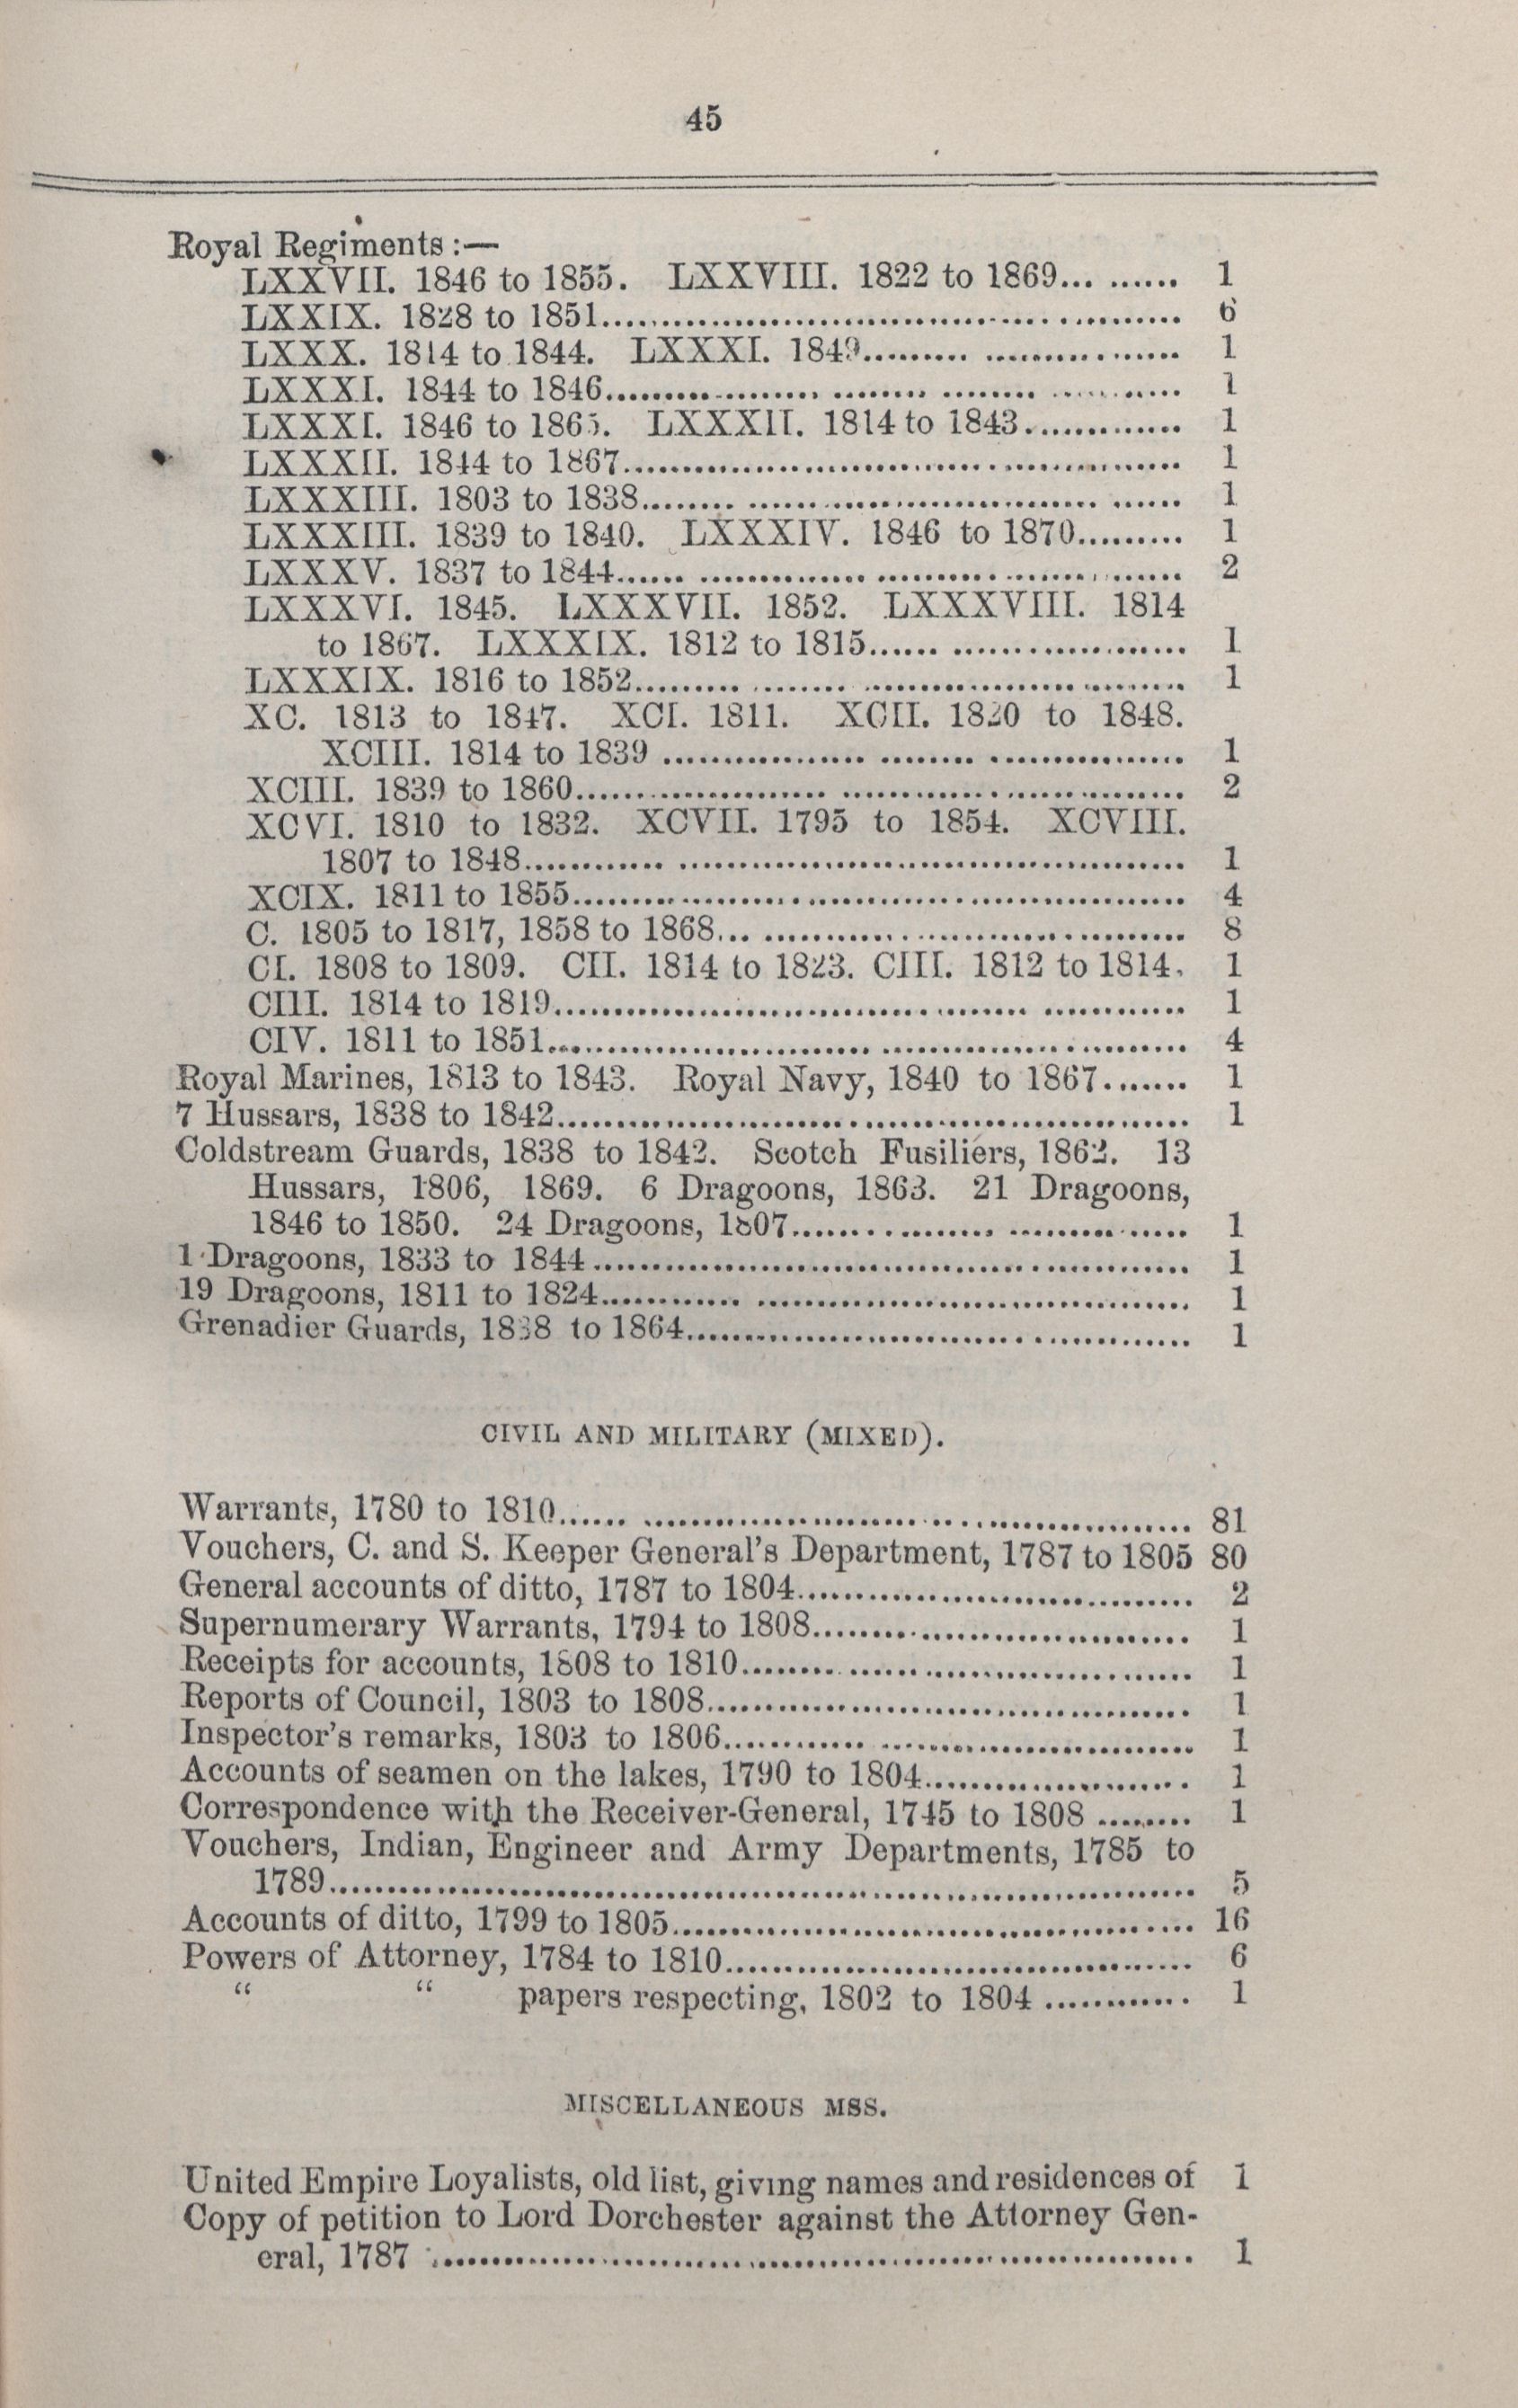 45
Royal Regiments :—
LXXVII. 1846 to 1855. LXXVIII. 1822 to 1869... ....... 1
LXXIX. 1828 to 1851........................................ 6
LXXX. 1814 to 1844. LXXXI. 1849......... .............. 1
LXXXI. 1844 to 1846........................................ 1
LXXXI. 1846 to 1865. LXXXII. 1814 to 1843............. 1
LXXXII. 1844 to 1867........................................ 1
LXXXIII. 1803 to 1838........................................ 1
LXXXIII. 1839 to 1840. LXXXIV. 1846 to 1870......... 1
LXXXV. 1837 to 1844........................................ 2
LXXXVI. 1845. LXXXVII. 1852. LXXXVIII. 1814
to 1867. LXXXIX. 1812 to 1815........................ 1
LXXXIX. 1816 to 1852........................................ 1
XC. 1813 to 1847. XCI. 1811. XCII. 1820 to 1848.
XCIII. 1814 to 1839 ........................................ 1
XCIII. 1839 to 1860........................................ 2
XCVI. 1810 to 1832. XCVII. 1795 to 1854. XCVIII.
1807 to 1848........................................ 1
XCIX. 1811 to 1855........................................ 4
C. 1805 to 1817, 1858 to 1868........................................ 8
CI. 1808 to 1809. CII. 1814 to 1823. CIII. 1812 to 1814. 1
CIII. 1814 to 1819........................................ 1
CIV. 1811 to 1851........................................ 4
Royal Marines, 1813 to 1843. Royal Navy, 1840 to 1867....... 1
7 Hussars, 1838 to 1842........................................ 1
Coldstream Guards, 1838 to 1842. Scotch Fusiliers, 1862. 13
Hussars, 1806, 1869. 6 Dragoons, 1863. 21 Dragoons,
1846 to 1850. 24 Dragoons, 1807........................ 1
1 Dragoons, 1833 to 1844........................................ 1
19 Dragoons, 1811 to 1824........................................ 1
Grenadier Guards, 1838 to 1864........................................ 1
CIVIL AND MILITARY (MIXED).
Warrants, 1780 to 1810........................................ 81
Vouchers, C. and S. Keeper General's Department, 1787 to 1805 80
General accounts of ditto, 1787 to 1804........................ 2
Supernumerary Warrants, 1794 to 1808........................ 1
Receipts for accounts, 1808 to 1810........................ 1
Reports of Council, 1803 to 1808........................ 1
Inspector's remarks, 1803 to 1806........................ 1
Accounts of seamen on the lakes, 1790 to 1804.................. 1
Correspondence with the Receiver-General, 1745 to 1808 ......... 1
Vouchers, Indian, Engineer and Army Departments, 1785 to
1789........................................ 5
Accounts of ditto, 1799 to 1805........................ 16
Powers of Attorney, 1784 to 1810........................ 6
“ “ papers respecting, 1802 to 1804 ............ 1
MISCELLANEOUS MSS.
United Empire Loyalists, old list, giving names and residences of 1
Copy of petition to Lord Dorchester against the Attorney Gen-
eral, 1787 ........................................ 1